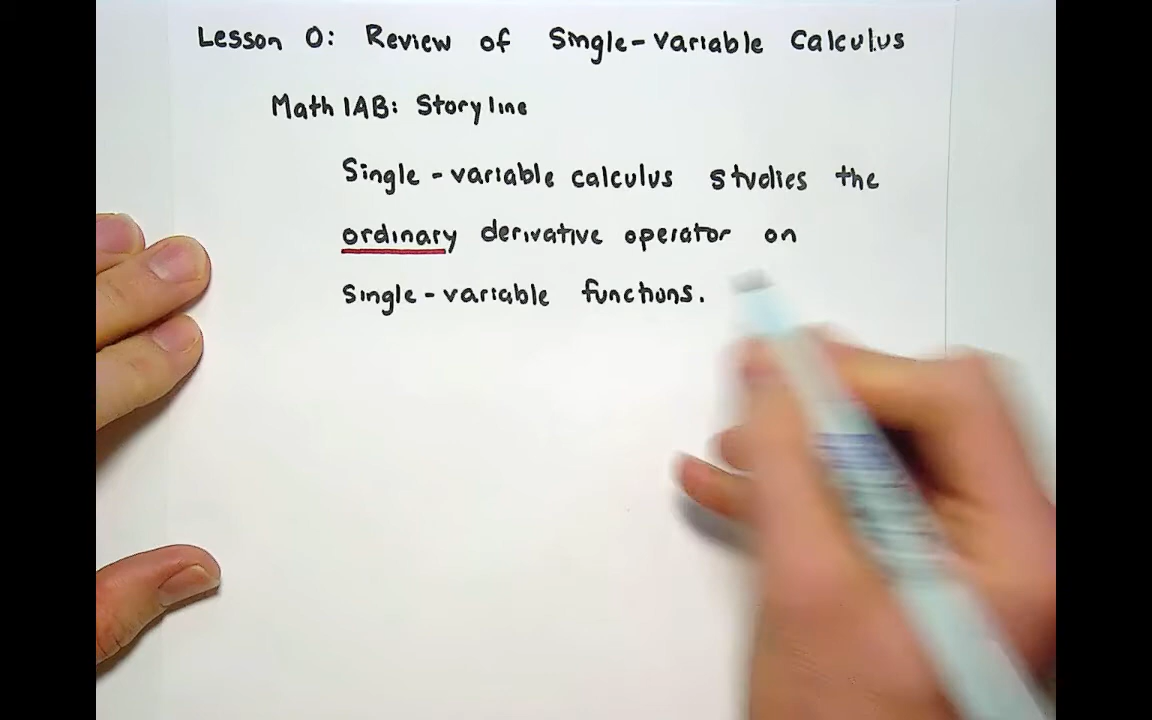 Lesson 0: Review of Single-Variable Calculus
Math 1AB: Storyline
Single-variable calculus studies the
ordinary derivative operator on
Single-variable functions.